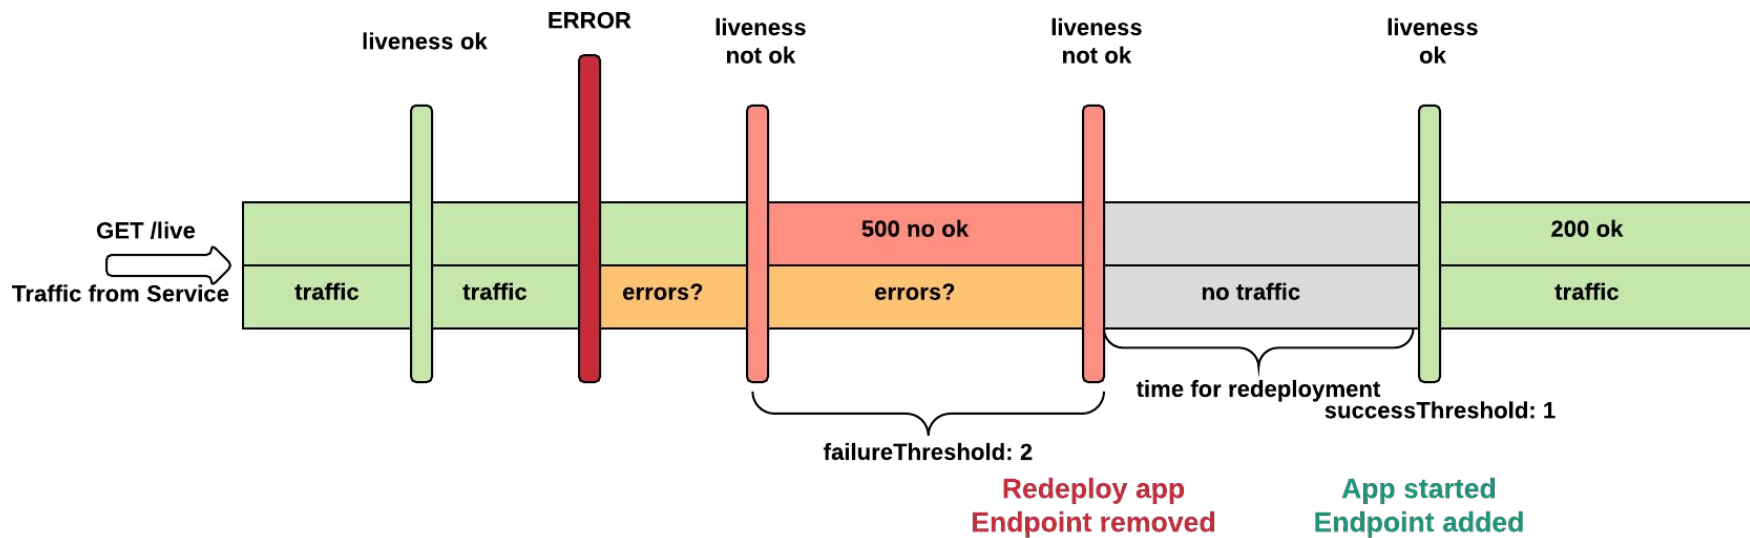 ERROR
liveness ok
liveness
not ok
liveness
not ok
liveness
ok
GET /live
Traffic from Service
500 no ok
200 ok
traffic
traffic
errors?
errors?
no traffic
traffic
time for redeployment
successThreshold: 1
failureThreshold: 2
Redeploy app
Endpoint removed
App started
Endpoint added